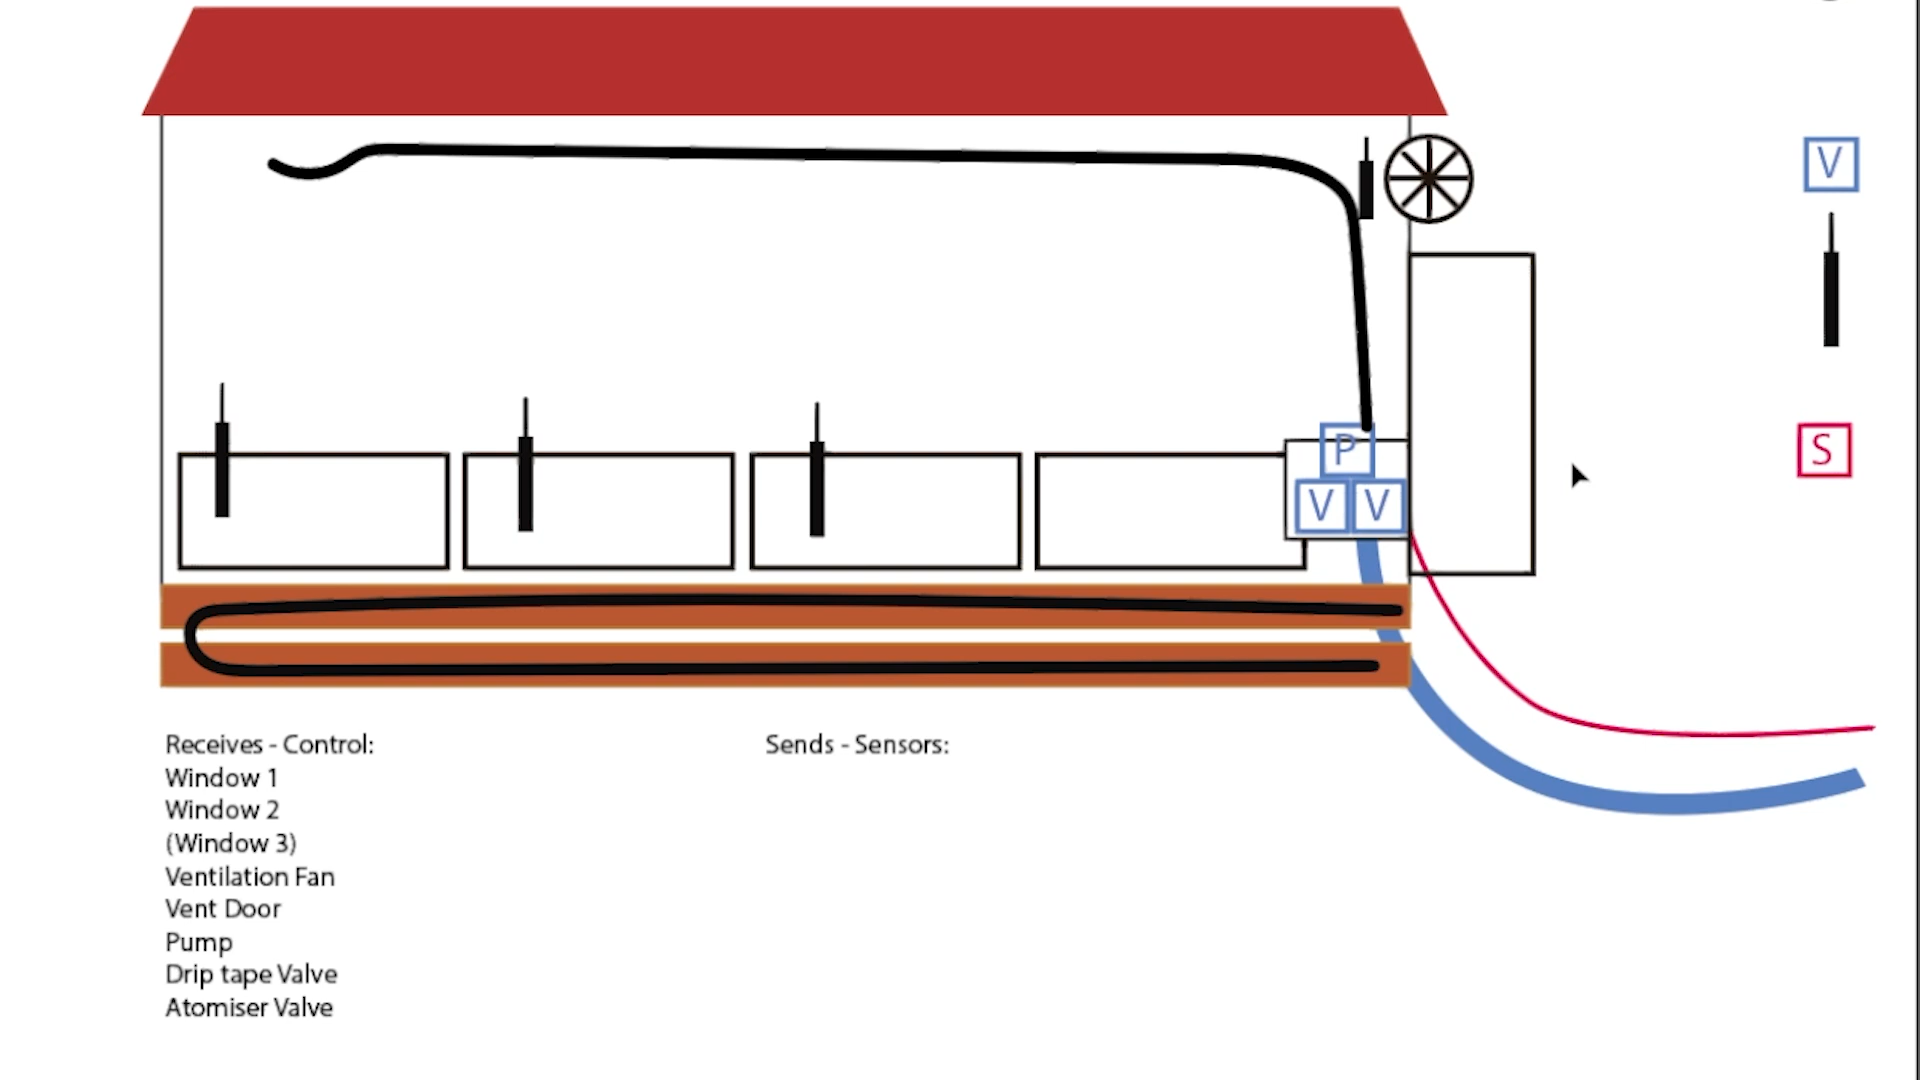 V
P
V V
S
Receives - Control:
Window 1
Window 2
(Window 3)
Ventilation Fan
Vent Door
Pump
Drip tape Valve
Atomiser Valve
Sends - Sensors: